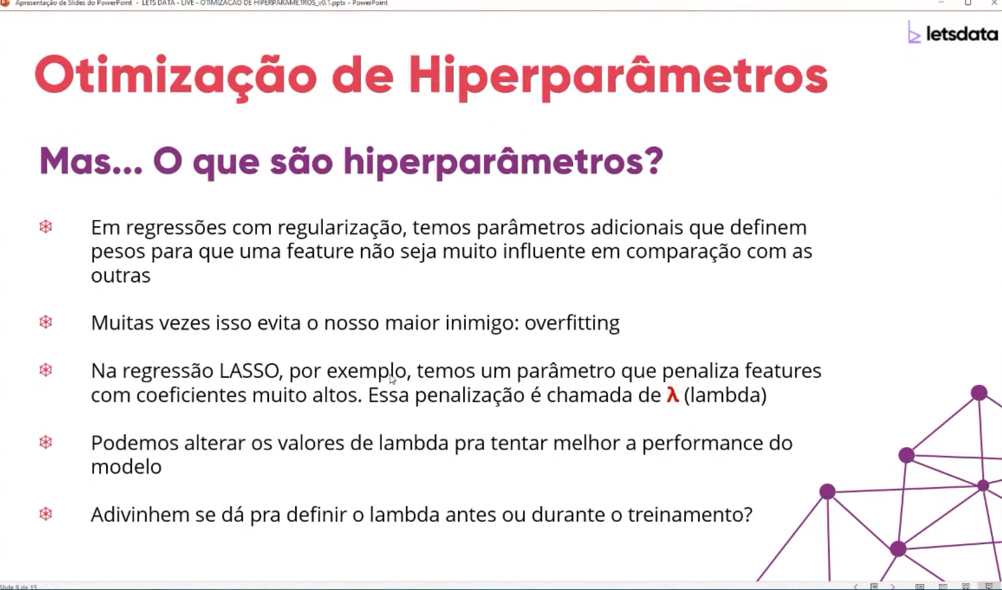 Apresentação de Slides do PowerPoint - LETS DATA - LIVE - OTIMIZACAO DE HIPERPARAMETROS_v0.1.pptx - PowerPoint
letsdata
Otimização de Hiperparâmetros
Mas... O que são hiperparâmetros?
Em regressões com regularização, temos parâmetros adicionais que definem
pesos para que uma feature não seja muito influente em comparação com as
outras
Muitas vezes isso evita o nosso maior inimigo: overfitting
Na regressão LASSO, por exemplo, temos um parâmetro que penaliza features
com coeficientes muito altos. Essa penalização é chamada de λ (lambda)
Podemos alterar os valores de lambda pra tentar melhor a performance do
modelo
Adivinhem se dá pra definir o lambda antes ou durante o treinamento?
Slide 9 de 15